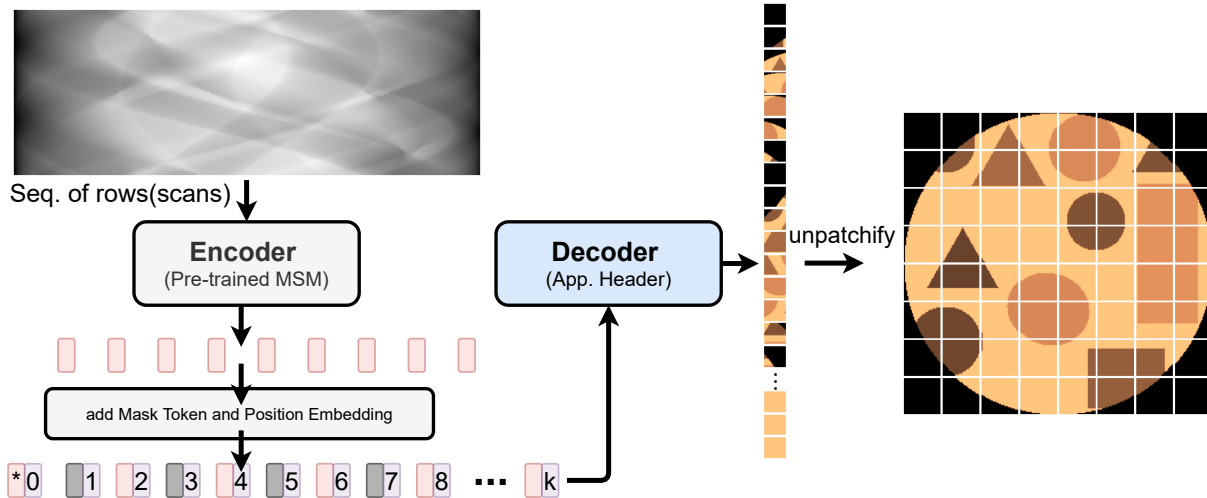 Seq. of rows(scans)
Encoder
(Pre-trained MSM)
Decoder
(App. Header)
unpatchify
add Mask Token and Position Embedding
*0 1 2 3 4 5 6 7 8 ... k